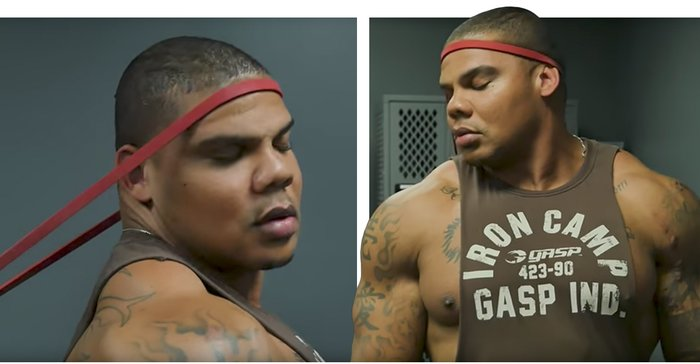 IRON CAMP
GASP
423-90
GASP IND.